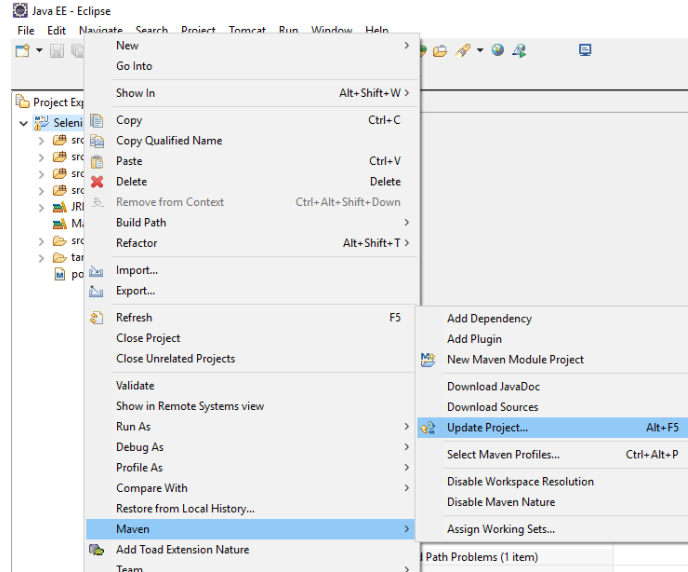 Java EE - Eclipse
File Edit Navigate Search Project Tomcat Run Window Help
Project Exp
Seleni
src
src
src
src
JRE
Ma
src
tar
po
New
Go Into
Show In Alt+Shift+W
Copy Ctrl+C
Copy Qualified Name
Paste Ctrl+V
Delete Delete
Remove from Context Ctrl+Alt+Shift+Down
Build Path
Refactor Alt+Shift+T
Import...
Export...
Refresh F5
Close Project
Close Unrelated Projects
Validate
Show in Remote Systems view
Run As
Debug As
Profile As
Compare With
Restore from Local History...
Maven
Add Toad Extension Nature
Team
Add Dependency
Add Plugin
New Maven Module Project
Download JavaDoc
Download Sources
Update Project... Alt+F5
Select Maven Profiles... Ctrl+Alt+P
Disable Workspace Resolution
Disable Maven Nature
Assign Working Sets...
Path Problems (1 item)